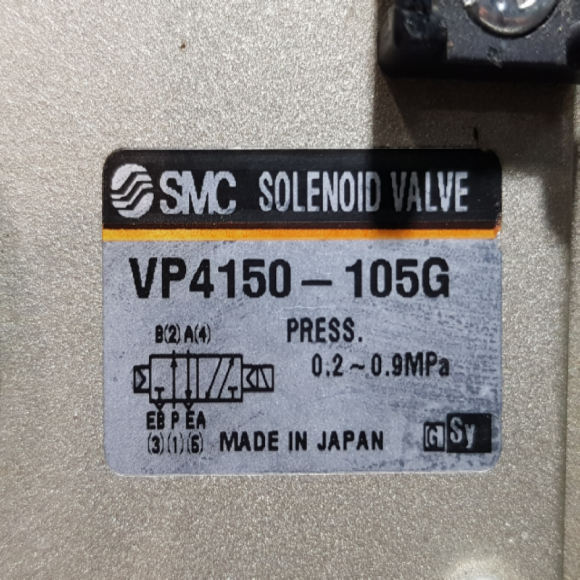 SMC SOLENOID VALVE
VP4150-105G
B(2) A(4)
PRESS.
0.2~0.9MPa
EB P EA
(3)(1)(5)
MADE IN JAPAN
G Sy